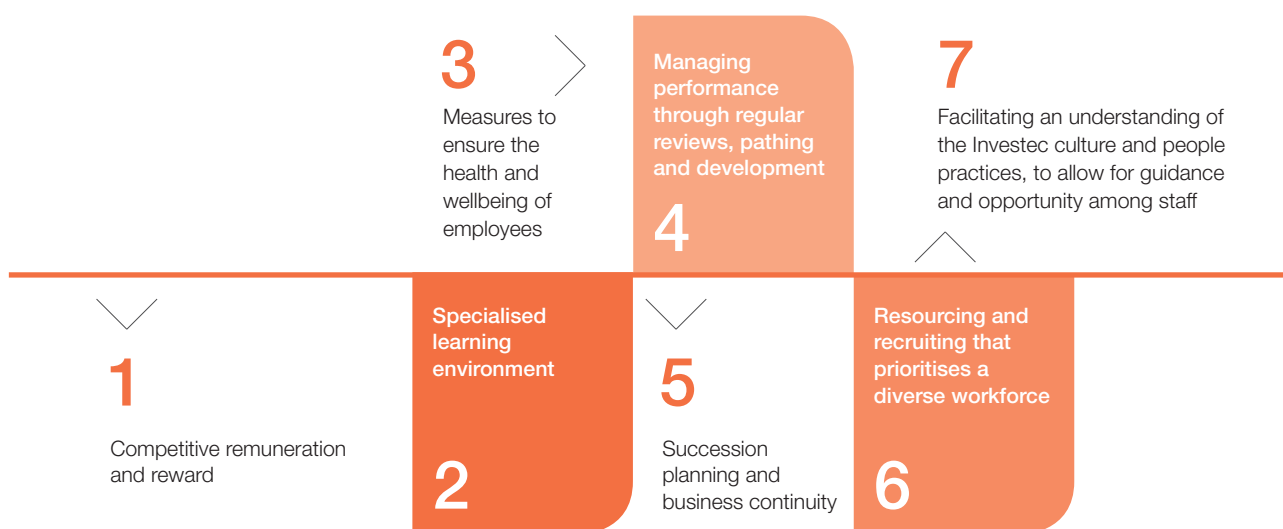 1
Competitive remuneration
and reward
Specialised
learning
environment
2
3
Measures to
ensure the
health and
wellbeing of
employees
Managing
performance
through regular
reviews, pathing
and development
4
5
Succession
planning and
business continuity
Resourcing and
recruiting that
prioritises a
diverse workforce
6
7
Facilitating an understanding of
the Investec culture and people
practices, to allow for guidance
and opportunity among staff